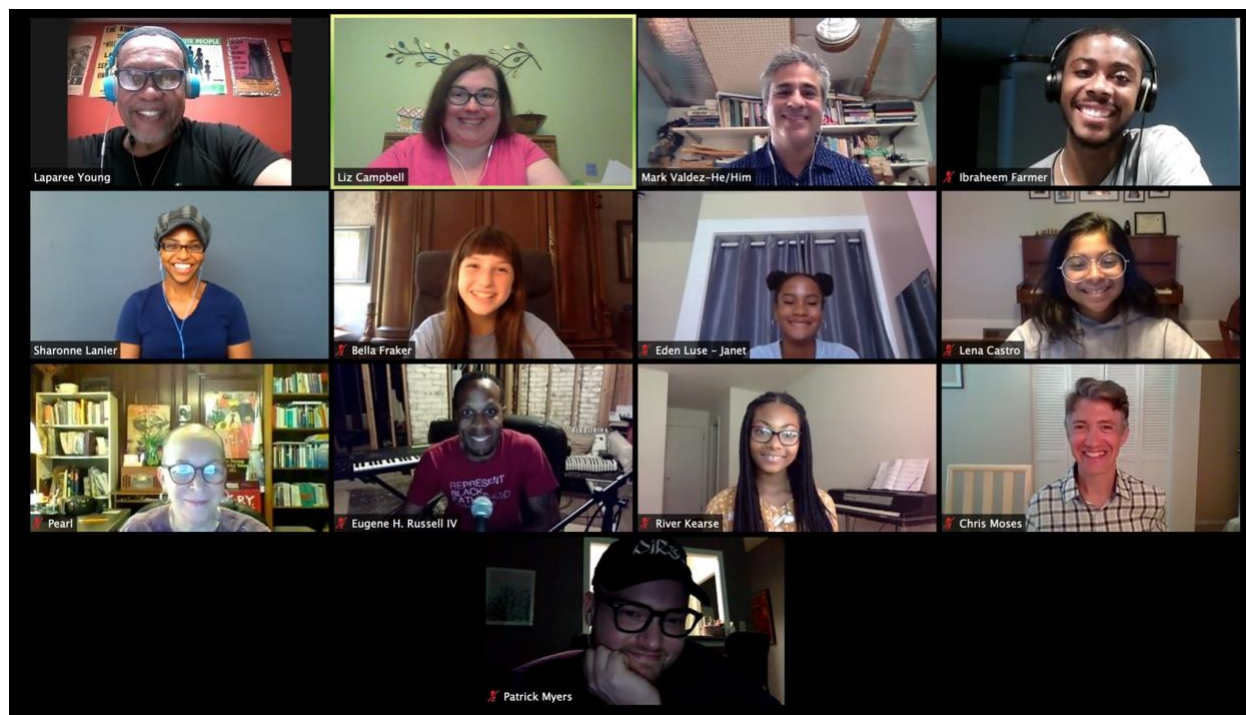 Laparee Young
Liz Campbell
Mark Valdez-He/Him
Ibraheem Farmer
Sharonne Lanier
Bella Fraker
Eden Luse - Janet
Lena Castro
Pearl
REPRESENT
BLACK
Eugene H. Russell IV
River Kearse
Chris Moses
Patrick Myers